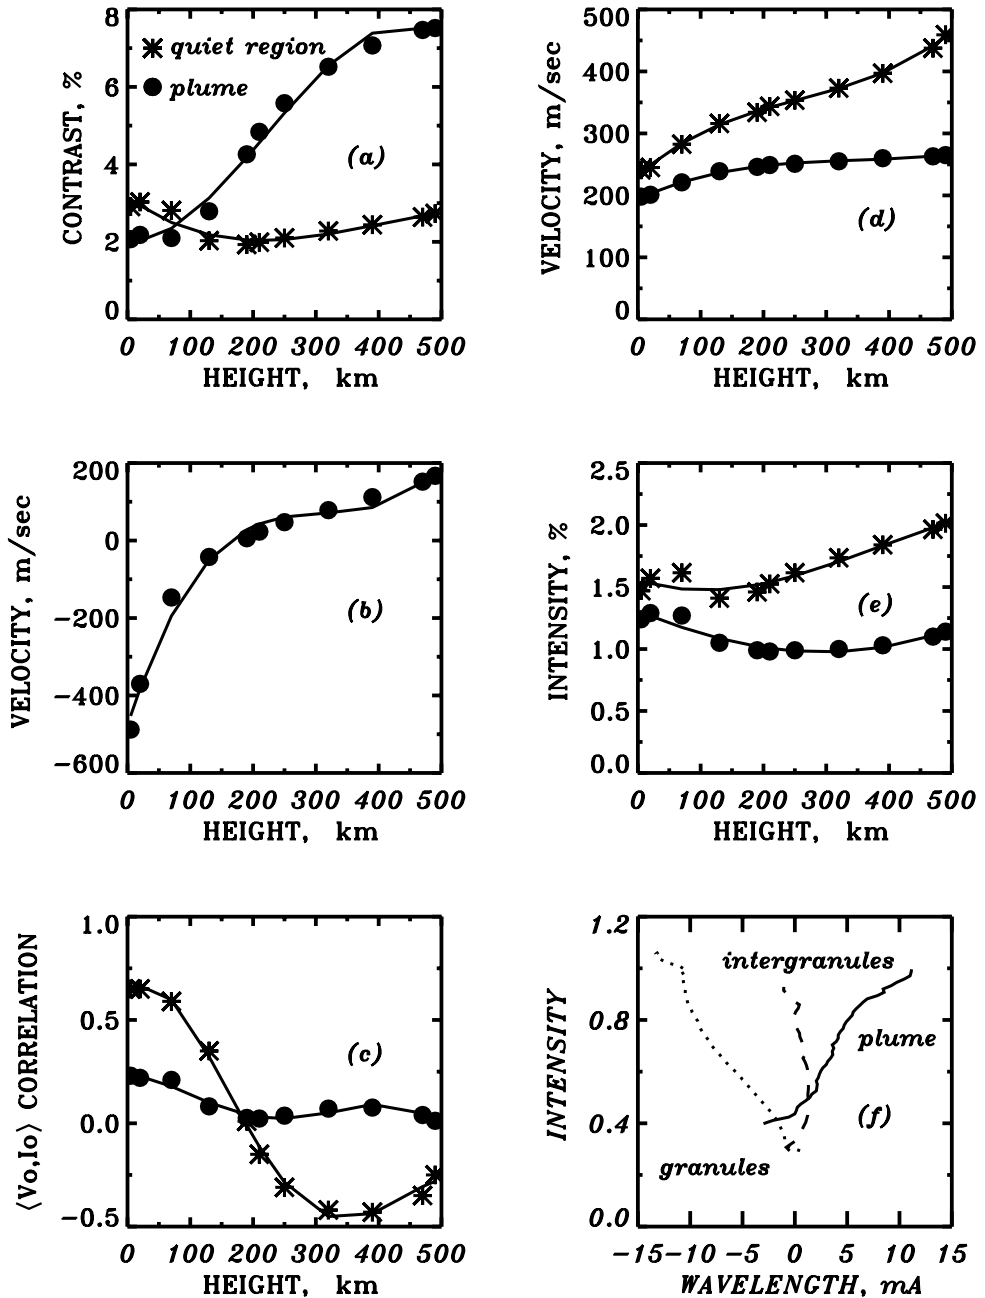 8
6
4
2
0
CONTRAST, %
quiet region
plume
(a)
0 100 200 300 400 500
HEIGHT, km
500
400
300
200
100
0
VELOCITY, m/sec
(d)
0 100 200 300 400 500
HEIGHT, km
200
0
−200
−400
−600
VELOCITY, m/sec
(b)
0 100 200 300 400 500
HEIGHT, km
2.5
2.0
1.5
1.0
0.5
0.0
INTENSITY, %
(e)
0 100 200 300 400 500
HEIGHT, km
1.0
0.5
0.0
−0.5
⟨Vo,Io⟩ CORRELATION
(c)
0 100 200 300 400 500
HEIGHT, km
1.2
0.8
0.4
0.0
INTENSITY
intergranules
plume
(f)
granules
−15 −10 −5 0 5 10 15
WAVELENGTH, mA